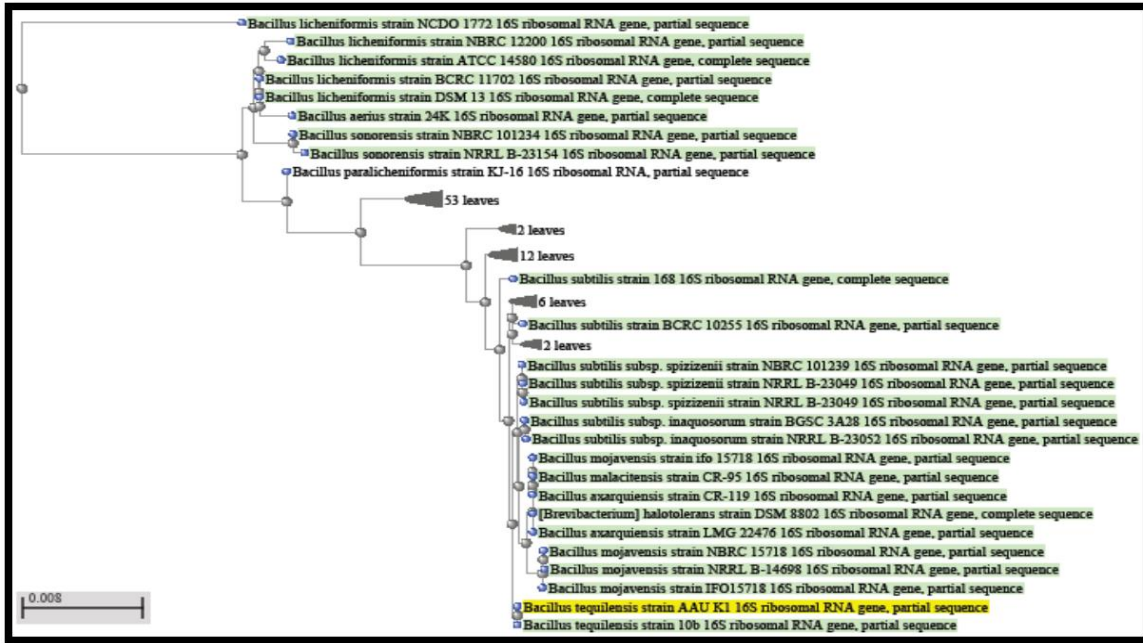 Bacillus licheniformis strain NCDO 1772 16S ribosomal RNA gene, partial sequence
Bacillus licheniformis strain NBRC 12200 16S ribosomal RNA gene, partial sequence
Bacillus licheniformis strain ATCC 14580 16S ribosomal RNA gene, complete sequence
Bacillus licheniformis strain BCRC 11702 16S ribosomal RNA gene, partial sequence
Bacillus licheniformis strain DSM 13 16S ribosomal RNA gene, complete sequence
Bacillus aerius strain 24K 16S ribosomal RNA gene, partial sequence
Bacillus sonorensis strain NBRC 101234 16S ribosomal RNA gene, partial sequence
Bacillus sonorensis strain NRRL B-23154 16S ribosomal RNA gene, partial sequence
Bacillus paralicheniformis strain KJ-16 16S ribosomal RNA, partial sequence
53 leaves
2 leaves
12 leaves
Bacillus subtilis strain 168 16S ribosomal RNA gene, complete sequence
6 leaves
Bacillus subtilis strain BCRC 10255 16S ribosomal RNA gene, partial sequence
2 leaves
Bacillus subtilis subsp. spizizenii strain NBRC 101239 16S ribosomal RNA gene, partial sequence
Bacillus subtilis subsp. spizizenii strain NRRL B-23049 16S ribosomal RNA gene, partial sequence
Bacillus subtilis subsp. spizizenii strain NRRL B-23049 16S ribosomal RNA gene, partial sequence
Bacillus subtilis subsp. inaquosorum strain BGSC 3A28 16S ribosomal RNA gene, partial sequence
Bacillus subtilis subsp. inaquosorum strain NRRL B-23052 16S ribosomal RNA gene, partial sequence
Bacillus mojavensis strain ifo 15718 16S ribosomal RNA gene, partial sequence
Bacillus malacitensis strain CR-95 16S ribosomal RNA gene, partial sequence
Bacillus axarquiensis strain CR-119 16S ribosomal RNA gene, partial sequence
[Brevibacterium] halotolerans strain DSM 8802 16S ribosomal RNA gene, complete sequence
Bacillus axarquiensis strain LMG 22476 16S ribosomal RNA gene, partial sequence
Bacillus mojavensis strain NBRC 15718 16S ribosomal RNA gene, partial sequence
Bacillus mojavensis strain NRRL B-14698 16S ribosomal RNA gene, partial sequence
Bacillus mojavensis strain IFO15718 16S ribosomal RNA gene, partial sequence
0.008
Bacillus tequilensis strain AAU K1 16S ribosomal RNA gene, partial sequence
Bacillus tequilensis strain 10b 16S ribosomal RNA gene, partial sequence